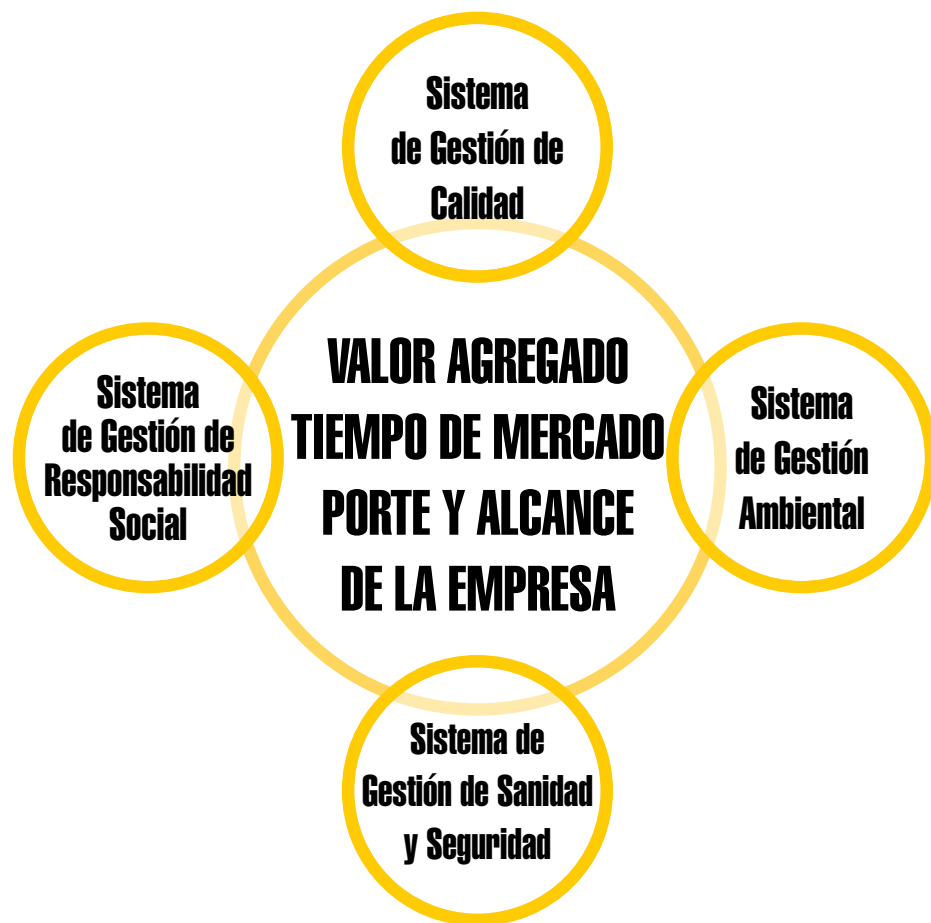 Sistema
de Gestión de
Calidad
Sistema
de Gestión de
Responsabilidad
Social
VALOR AGREGADO
TIEMPO DE MERCADO
PORTE Y ALCANCE
DE LA EMPRESA
Sistema
de Gestión
Ambiental
Sistema de
Gestión de Sanidad
y Seguridad